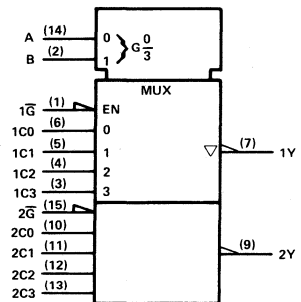 A (14) 0 } G 0/3
B (2) 1
MUX
1G̅ (1) EN
1C0 (6) 0
1C1 (5) 1 ▽ (7) 1Y
1C2 (4) 2
1C3 (3) 3
2G̅ (15)
2C0 (10)
2C1 (11) (9) 2Y
2C2 (12)
2C3 (13)